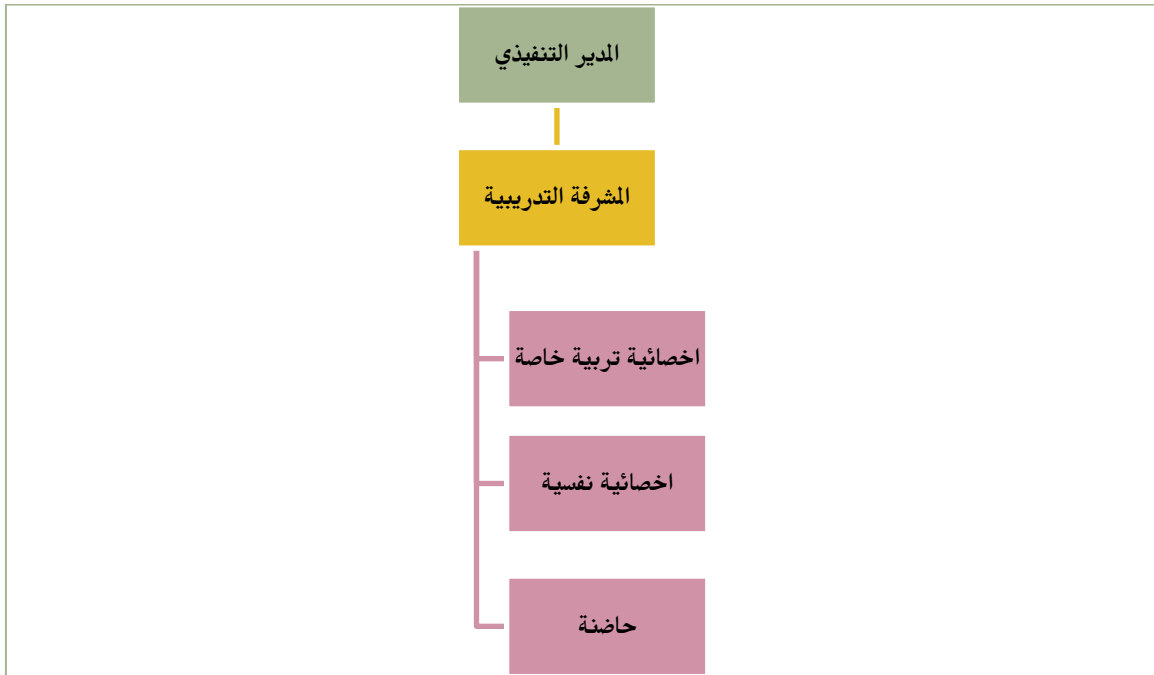 المدير التنفيذي
المشرفة التدريبية
اخصائية تربية خاصة
اخصائية نفسية
حاضنة